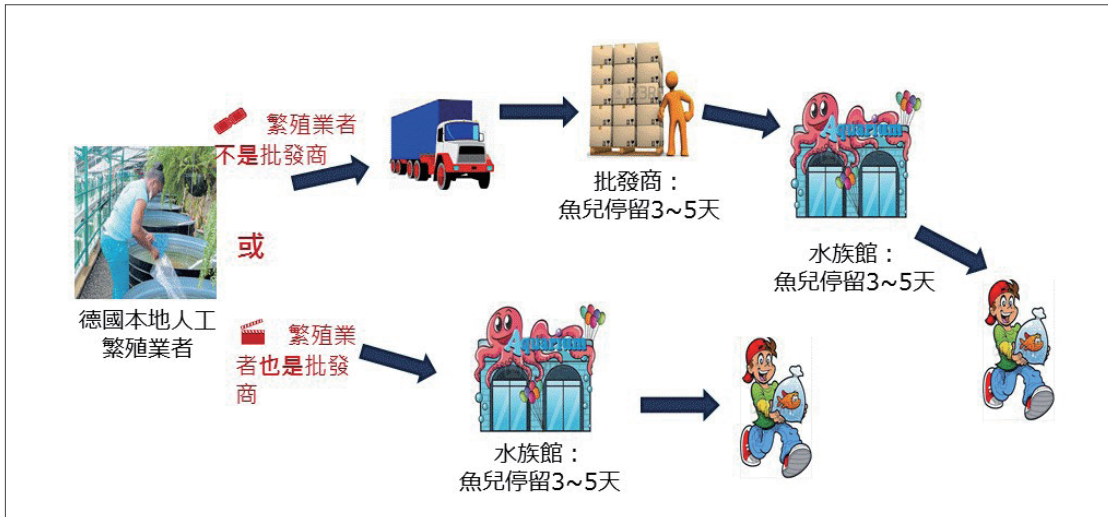 繁殖業者
不是批發商
批發商：
魚兒停留3~5天
Aquarium
水族館：
魚兒停留3~5天
或
德國本地人工
繁殖業者
繁殖業
者也是批發
商
Aquarium
水族館：
魚兒停留3~5天